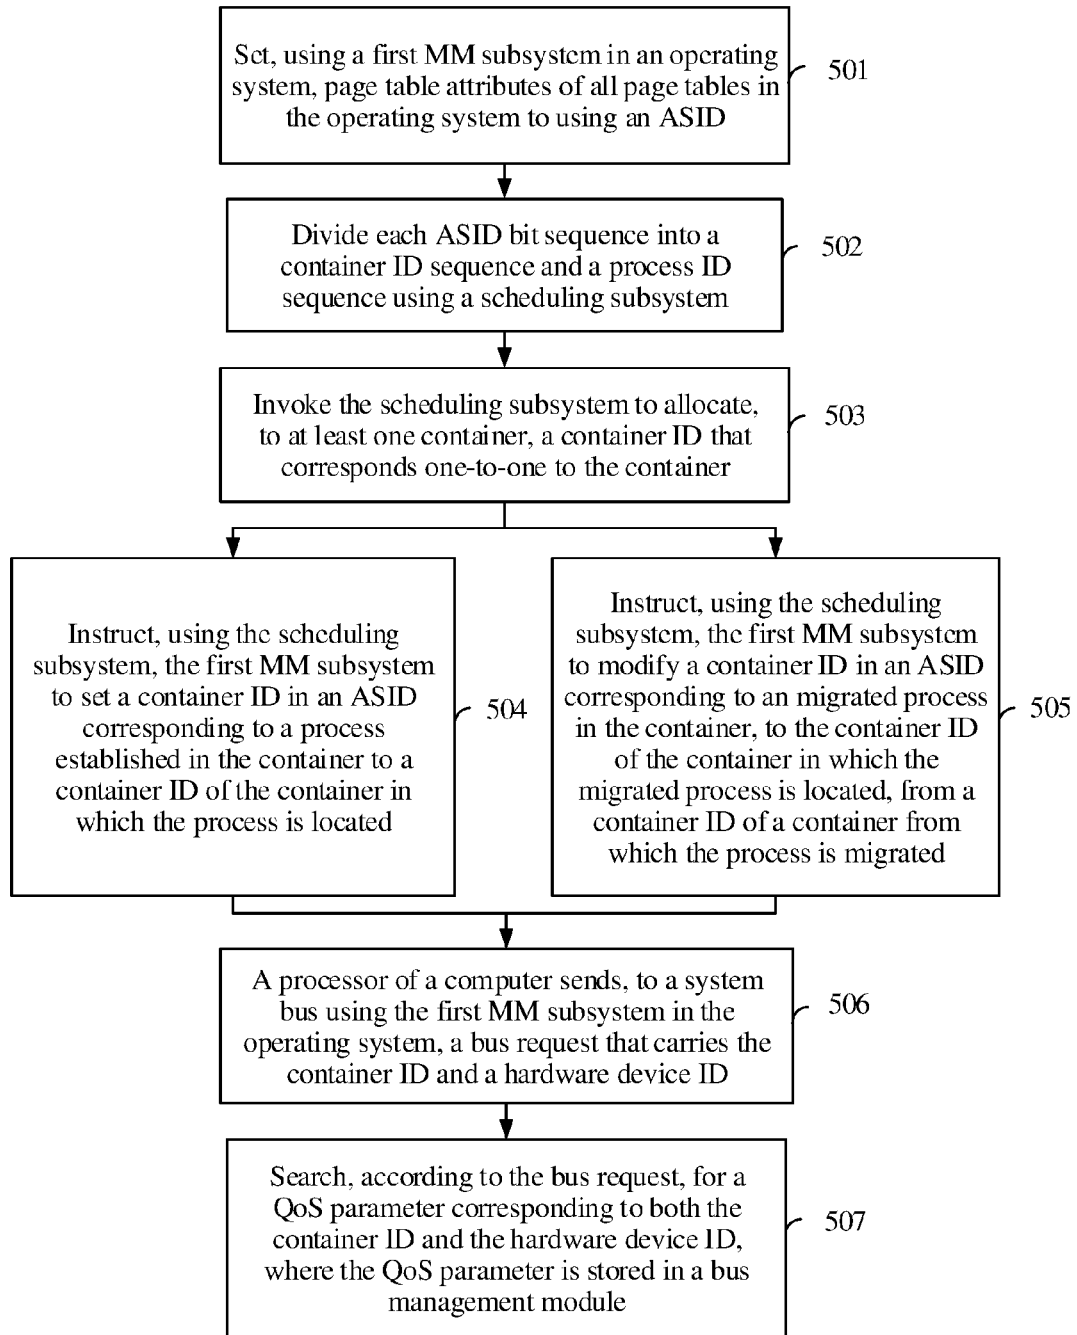 Set, using a first MM subsystem in an operating
system, page table attributes of all page tables in
the operating system to using an ASID
501
Divide each ASID bit sequence into a
container ID sequence and a process ID
sequence using a scheduling subsystem
502
Invoke the scheduling subsystem to allocate,
to at least one container, a container ID that
corresponds one-to-one to the container
503
Instruct, using the scheduling
subsystem, the first MM subsystem
to set a container ID in an ASID
corresponding to a process
established in the container to a
container ID of the container in
which the process is located
504
Instruct, using the scheduling
subsystem, the first MM subsystem
to modify a container ID in an ASID
corresponding to an migrated process
in the container, to the container ID
of the container in which the
migrated process is located, from a
container ID of a container from
which the process is migrated
505
A processor of a computer sends, to a system
bus using the first MM subsystem in the
operating system, a bus request that carries the
container ID and a hardware device ID
506
Search, according to the bus request, for a
QoS parameter corresponding to both the
container ID and the hardware device ID,
where the QoS parameter is stored in a bus
management module
507